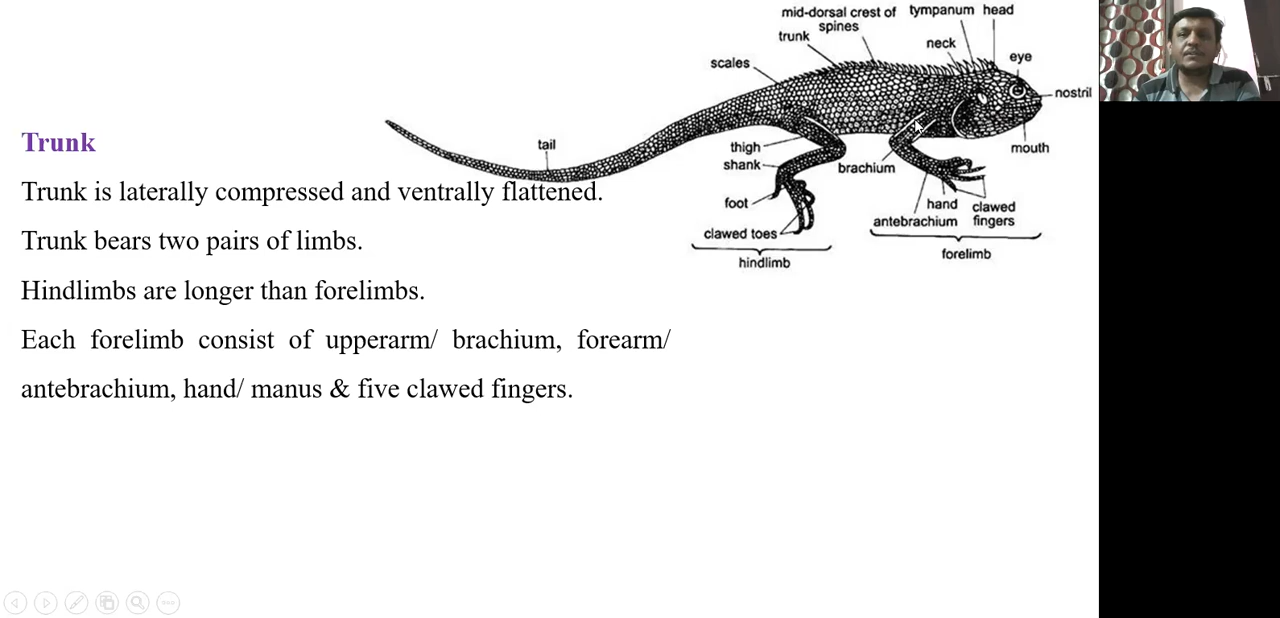 mid-dorsal crest of
spines
tympanum
head
trunk
neck
eye
scales
nostril
Trunk
tail
thigh
mouth
shank
brachium
Trunk is laterally compressed and ventrally flattened.
foot
hand
clawed
fingers
antebrachium
clawed toes
Trunk bears two pairs of limbs.
forelimb
hindlimb
Hindlimbs are longer than forelimbs.
Each forelimb consist of upperarm/ brachium, forearm/
antebrachium, hand/ manus & five clawed fingers.